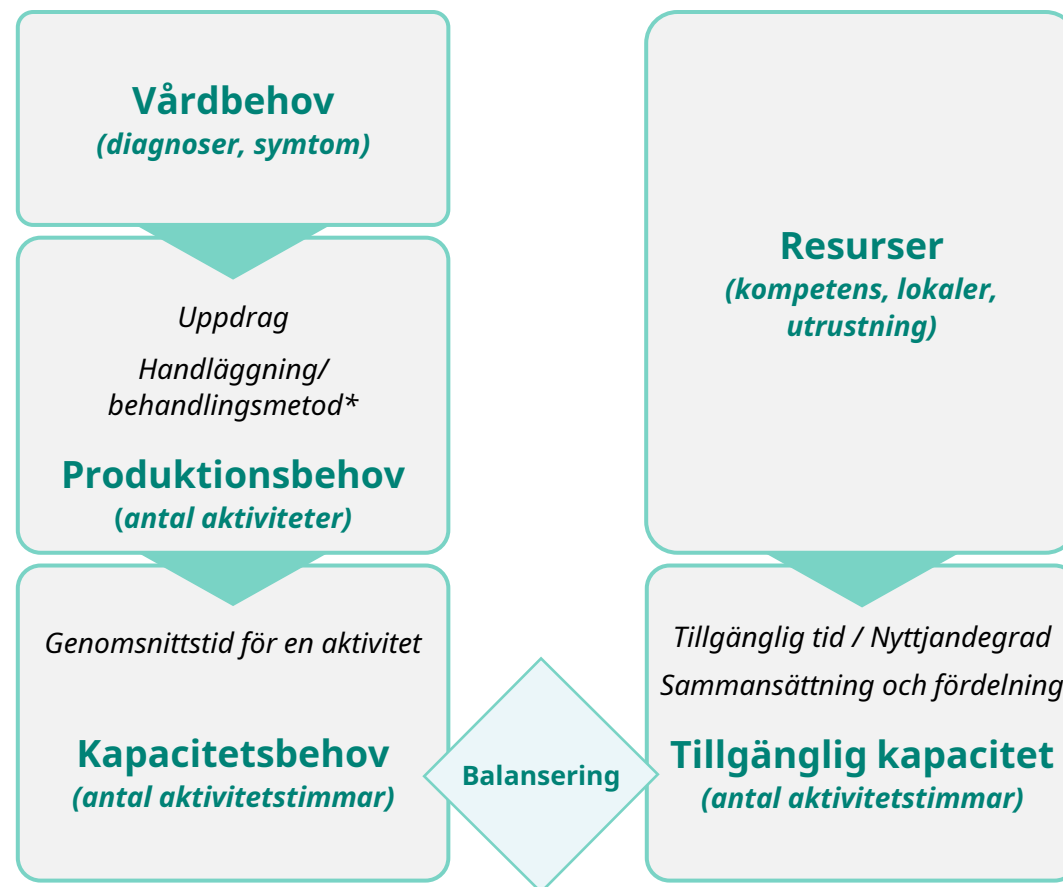 Vårdbehov
(diagnoser, symtom)
Uppdrag
Handläggning/
behandlingsmetod*
Produktionsbehov
(antal aktiviteter)
Genomsnittstid för en aktivitet
Kapacitetsbehov
(antal aktivitetstimmar)
Balansering
Resurser
(kompetens, lokaler,
utrustning)
Tillgänglig tid / Nyttjandegrad
Sammansättning och fördelning
Tillgänglig kapacitet
(antal aktivitetstimmar)